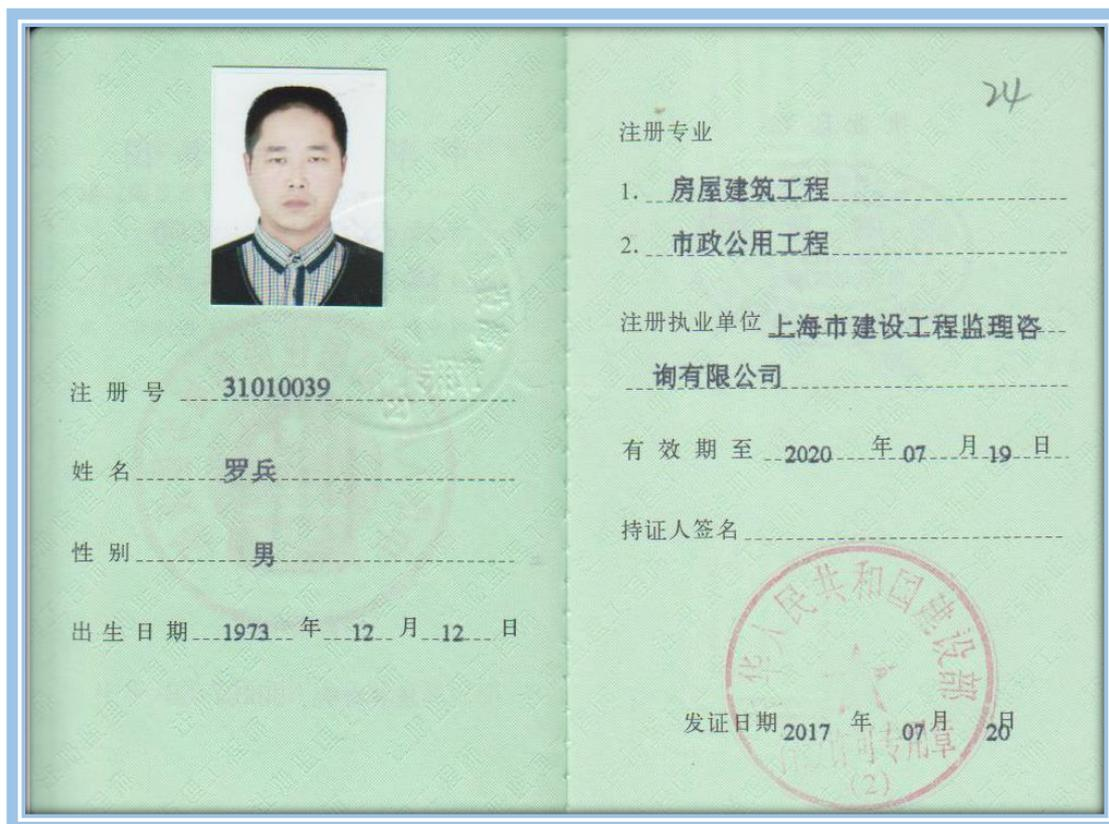 注册号 31010039
姓名 罗兵
性别 男
出生日期 1973 年 12 月 12 日
24
注册专业
1. 房屋建筑工程
2. 市政公用工程
注册执业单位 上海市建设工程监理咨
询有限公司
有效期至 2020 年 07 月 19 日
持证人签名
华人民共和国建设部
发证日期 2017 年 07 月 20 日
专用章
(2)